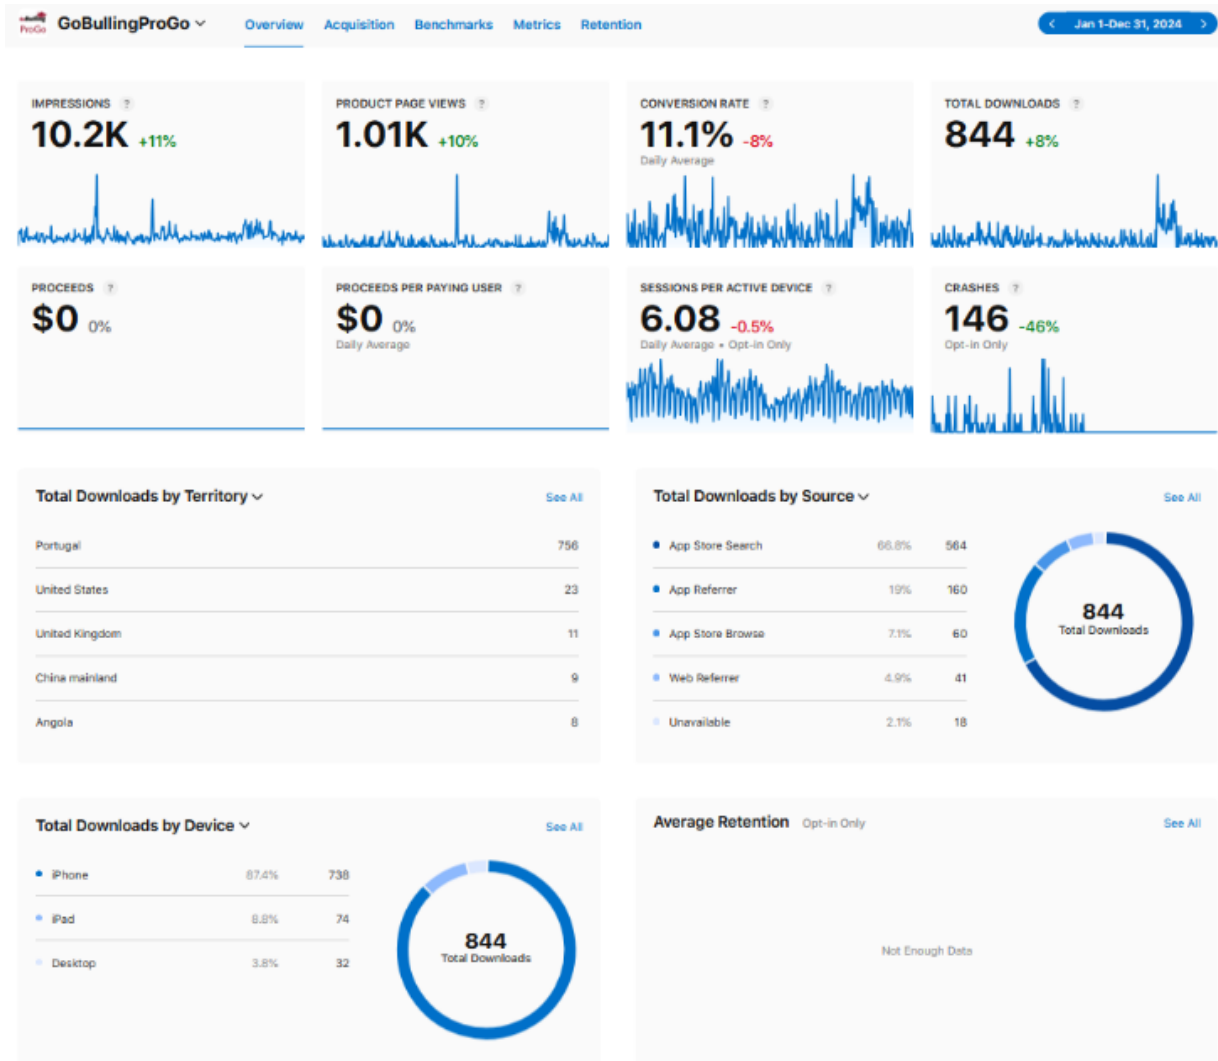 ProGo GoBullingProGo Overview Acquisition Benchmarks Metrics Retention Jan 1-Dec 31, 2024
IMPRESSIONS ?
10.2K +11%
PRODUCT PAGE VIEWS ?
1.01K +10%
CONVERSION RATE ?
11.1% -8%
Daily Average
TOTAL DOWNLOADS ?
844 +8%
PROCEEDS ?
$0 0%
PROCEEDS PER PAYING USER ?
$0 0%
Daily Average
SESSIONS PER ACTIVE DEVICE ?
6.08 -0.5%
Daily Average • Opt-in Only
CRASHES ?
146 -46%
Opt-in Only
Total Downloads by Territory See All
Portugal 756
United States 23
United Kingdom 11
China mainland 9
Angola 8
Total Downloads by Source See All
App Store Search 66.8% 564
App Referrer 19% 160
App Store Browse 7.1% 60
Web Referrer 4.9% 41
Unavailable 2.1% 18
844
Total Downloads
Total Downloads by Device See All
iPhone 87.4% 738
iPad 8.8% 74
Desktop 3.8% 32
844
Total Downloads
Average Retention Opt-in Only See All
Not Enough Data